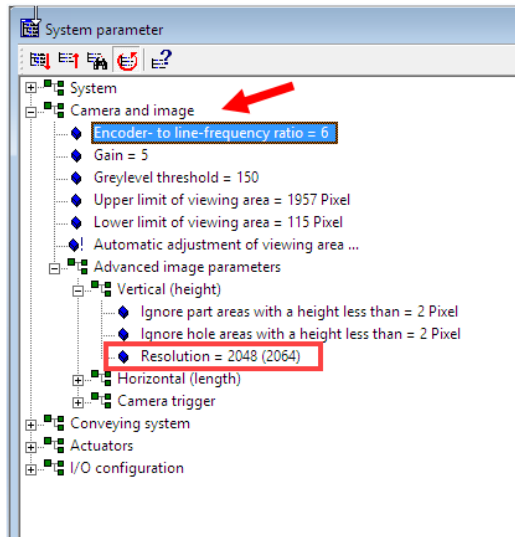 System parameter
System
Camera and image
Encoder- to line-frequency ratio = 6
Gain = 5
Greylevel threshold = 150
Upper limit of viewing area = 1957 Pixel
Lower limit of viewing area = 115 Pixel
Automatic adjustment of viewing area ...
Advanced image parameters
Vertical (height)
Ignore part areas with a height less than = 2 Pixel
Ignore hole areas with a height less than = 2 Pixel
Resolution = 2048 (2064)
Horizontal (length)
Camera trigger
Conveying system
Actuators
I/O configuration